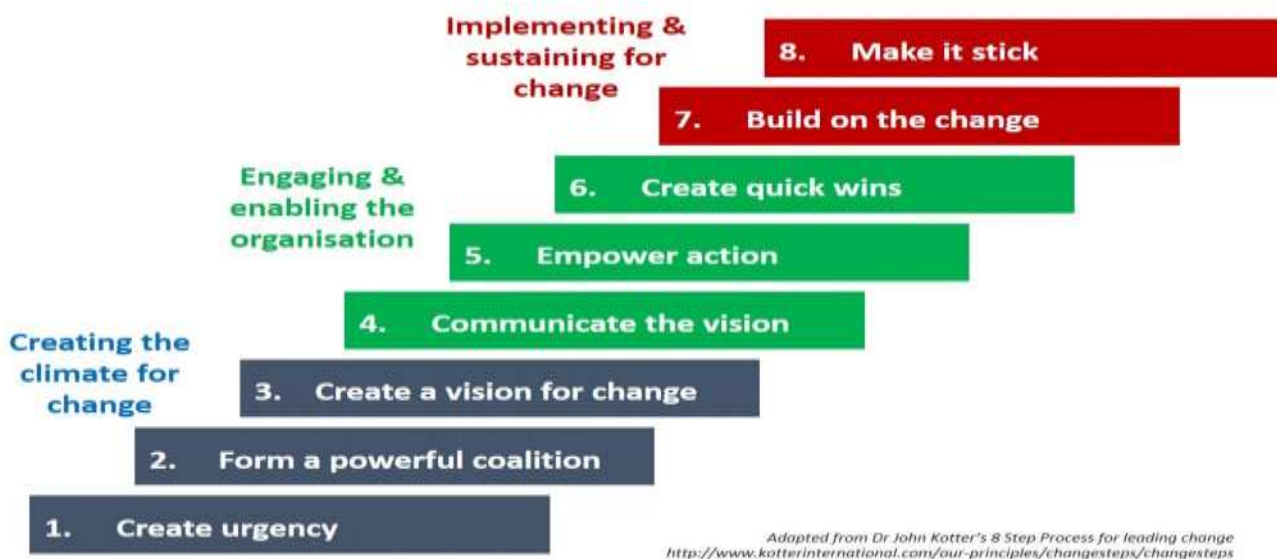 Implementing &
sustaining for
change
8. Make it stick
7. Build on the change
Engaging &
enabling the
organisation
6. Create quick wins
5. Empower action
4. Communicate the vision
Creating the
climate for
change
3. Create a vision for change
2. Form a powerful coalition
1. Create urgency
Adapted from Dr John Kotter's 8 Step Process for leading change
http://www.kotterinternational.com/our-principles/changesteps/changesteps